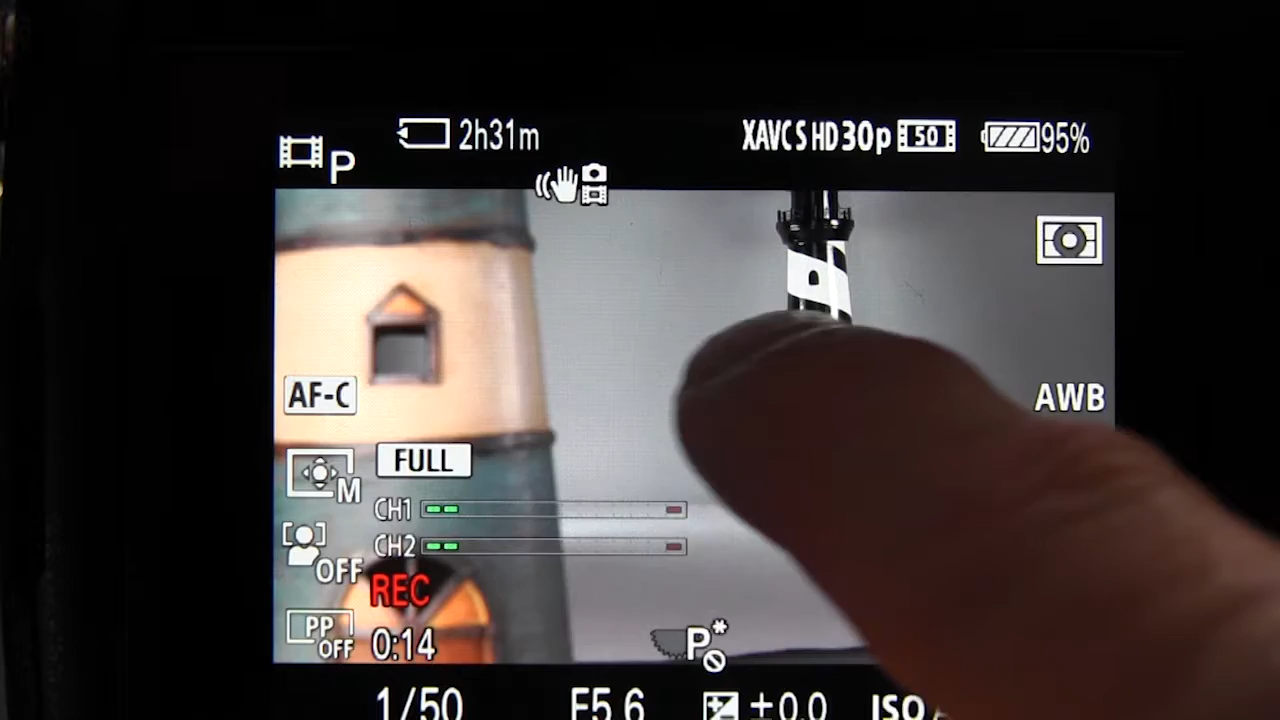 P 2h31m XAVC S HD 30p 50 95%
AF-C
AWB
M
FULL
CH1
CH2
OFF
REC
PP OFF
0:14
P*
1/50 F5.6 ±0.0 ISO